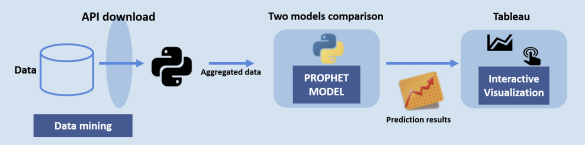 API download
Two models comparison
Tableau
Data
Aggregated data
PROPHET
MODEL
Interactive
Visualization
Prediction results
Data mining